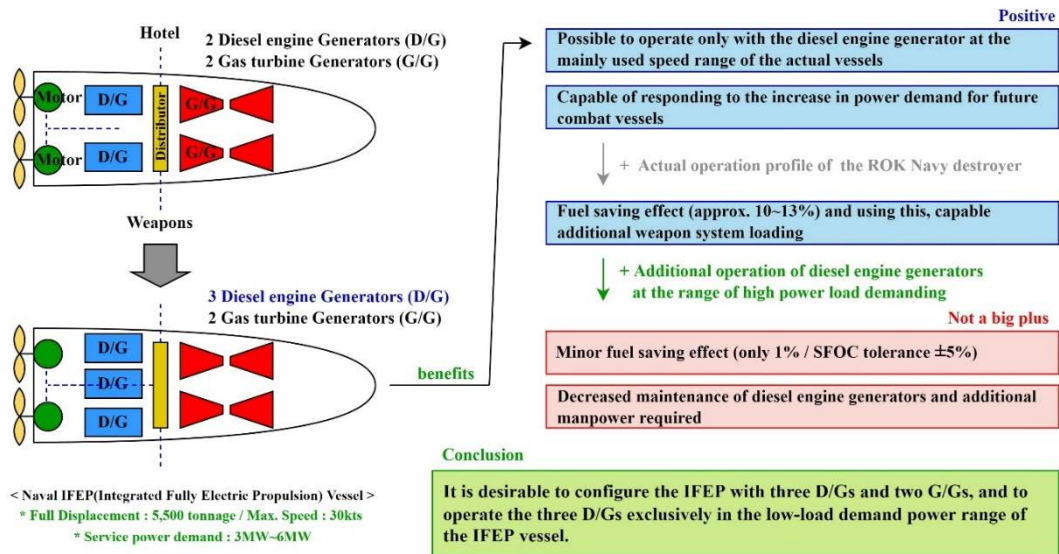 Hotel
2 Diesel engine Generators (D/G)
2 Gas turbine Generators (G/G)
Motor
D/G
G/G
Distributor
Motor
D/G
G/G
Weapons
3 Diesel engine Generators (D/G)
2 Gas turbine Generators (G/G)
D/G
D/G
D/G
benefits
< Naval IFEP(Integrated Fully Electric Propulsion) Vessel >
* Full Displacement : 5,500 tonnage / Max. Speed : 30kts
* Service power demand : 3MW~6MW
Positive
Possible to operate only with the diesel engine generator at the
mainly used speed range of the actual vessels
Capable of responding to the increase in power demand for future
combat vessels
+ Actual operation profile of the ROK Navy destroyer
Fuel saving effect (approx. 10~13%) and using this, capable
additional weapon system loading
+ Additional operation of diesel engine generators
at the range of high power load demanding
Not a big plus
Minor fuel saving effect (only 1% / SFOC tolerance ±5%)
Decreased maintenance of diesel engine generators and additional
manpower required
Conclusion
It is desirable to configure the IFEP with three D/Gs and two G/Gs, and to
operate the three D/Gs exclusively in the low-load demand power range of
the IFEP vessel.